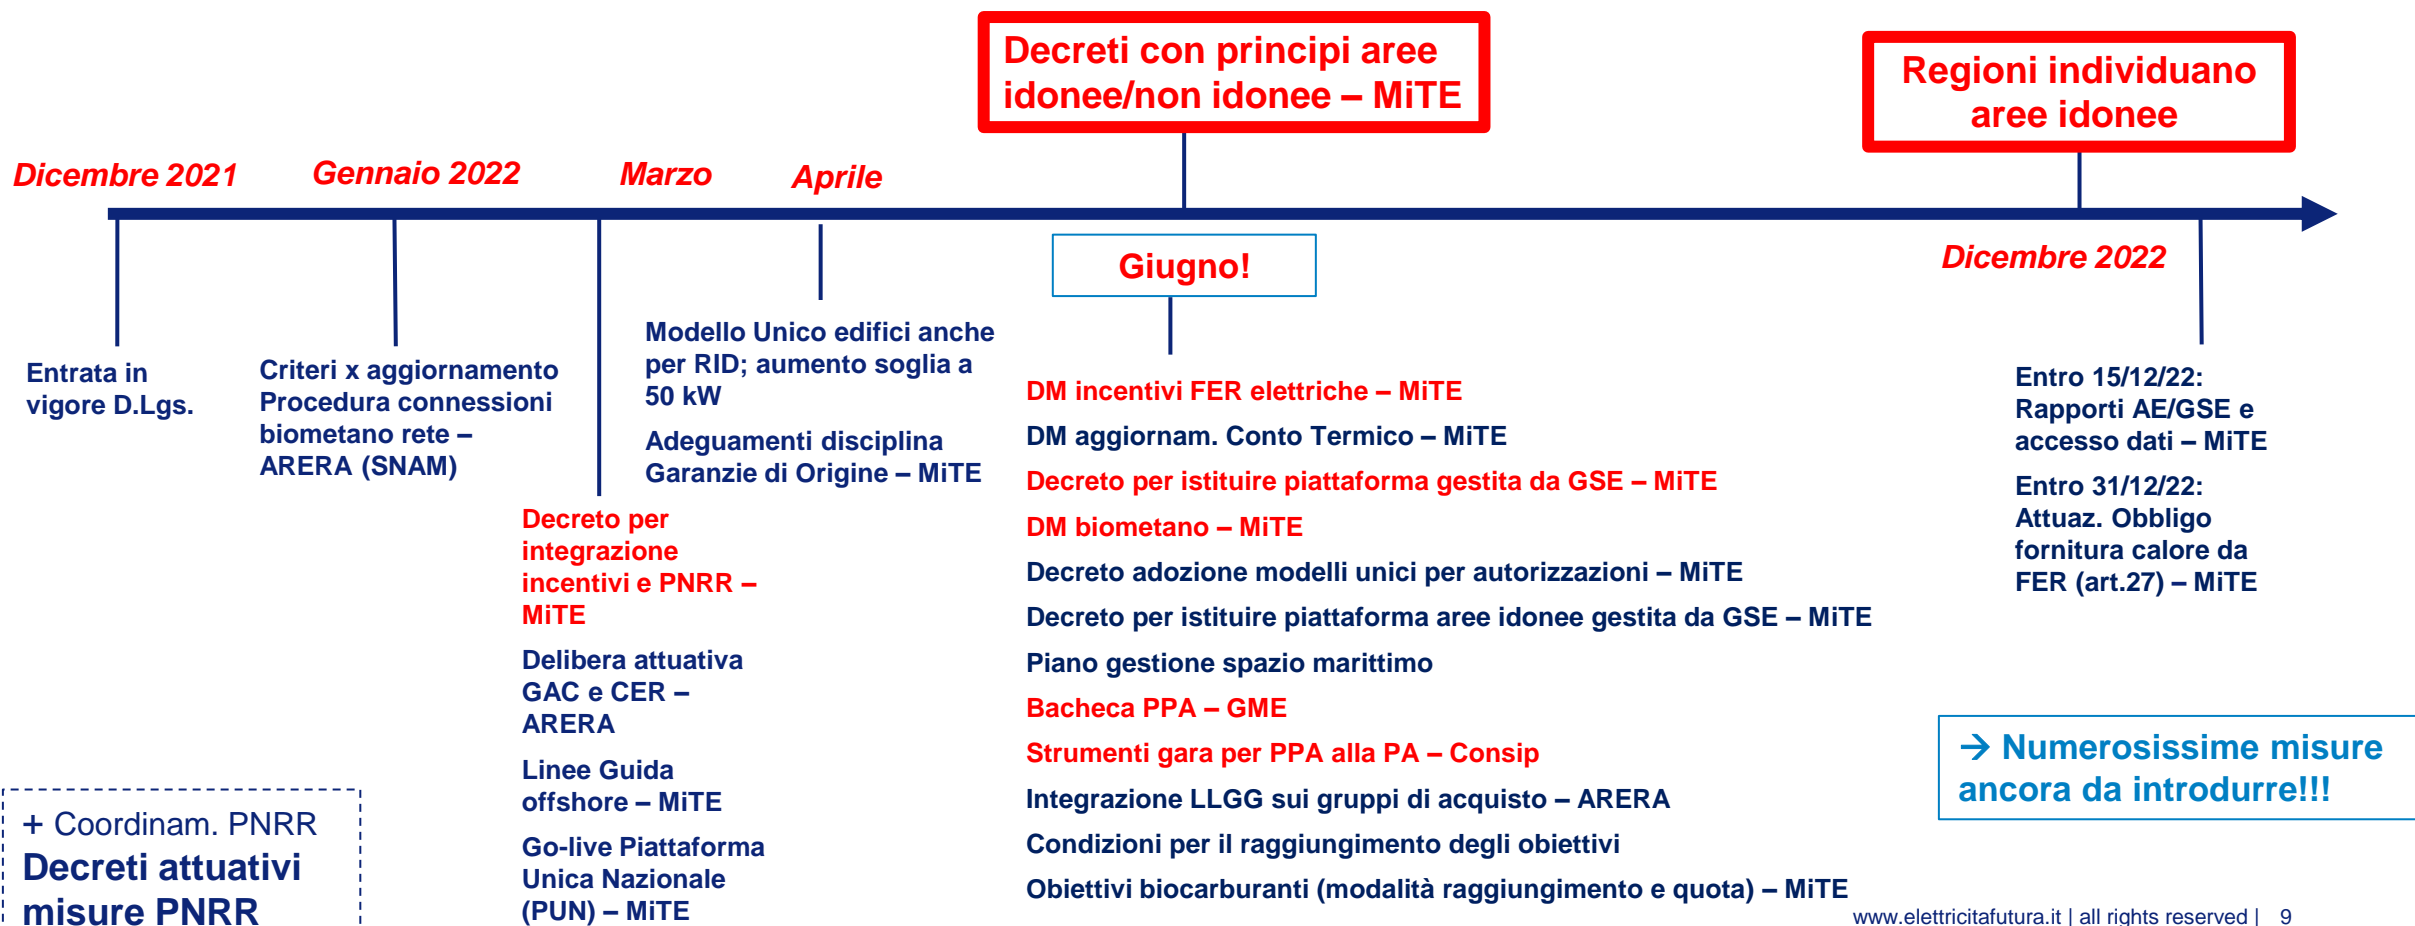 Decreti con principi aree
idonee/non idonee – MiTE
Regioni individuano
aree idonee
Dicembre 2021
Gennaio 2022
Marzo
Aprile
Giugno!
Dicembre 2022
Entrata in
vigore D.Lgs.
Criteri x aggiornamento
Procedura connessioni
biometano rete –
ARERA (SNAM)
Decreto per
integrazione
incentivi e PNRR –
MiTE
Delibera attuativa
GAC e CER –
ARERA
Linee Guida
offshore – MiTE
Go-live Piattaforma
Unica Nazionale
(PUN) – MiTE
Modello Unico edifici anche
per RID; aumento soglia a
50 kW
Adeguamenti disciplina
Garanzie di Origine – MiTE
DM incentivi FER elettriche – MiTE
DM aggiornam. Conto Termico – MiTE
Decreto per istituire piattaforma gestita da GSE – MiTE
DM biometano – MiTE
Decreto adozione modelli unici per autorizzazioni – MiTE
Decreto per istituire piattaforma aree idonee gestita da GSE – MiTE
Piano gestione spazio marittimo
Bacheca PPA – GME
Strumenti gara per PPA alla PA – Consip
Integrazione LLGG sui gruppi di acquisto – ARERA
Condizioni per il raggiungimento degli obiettivi
Obiettivi biocarburanti (modalità raggiungimento e quota) – MiTE
Entro 15/12/22:
Rapporti AE/GSE e
accesso dati – MiTE
Entro 31/12/22:
Attuaz. Obbligo
fornitura calore da
FER (art.27) – MiTE
→ Numerosissime misure
ancora da introdurre!!!
+ Coordinam. PNRR
Decreti attuativi
misure PNRR
www.elettricitafutura.it | all rights reserved | 9